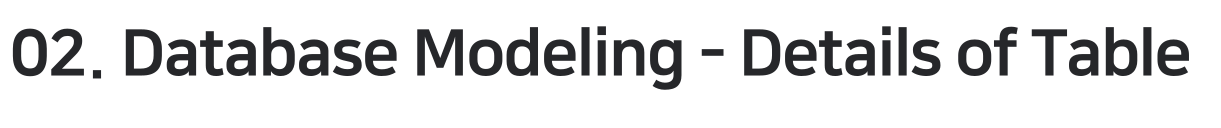 02. Database Modeling - Details of Table